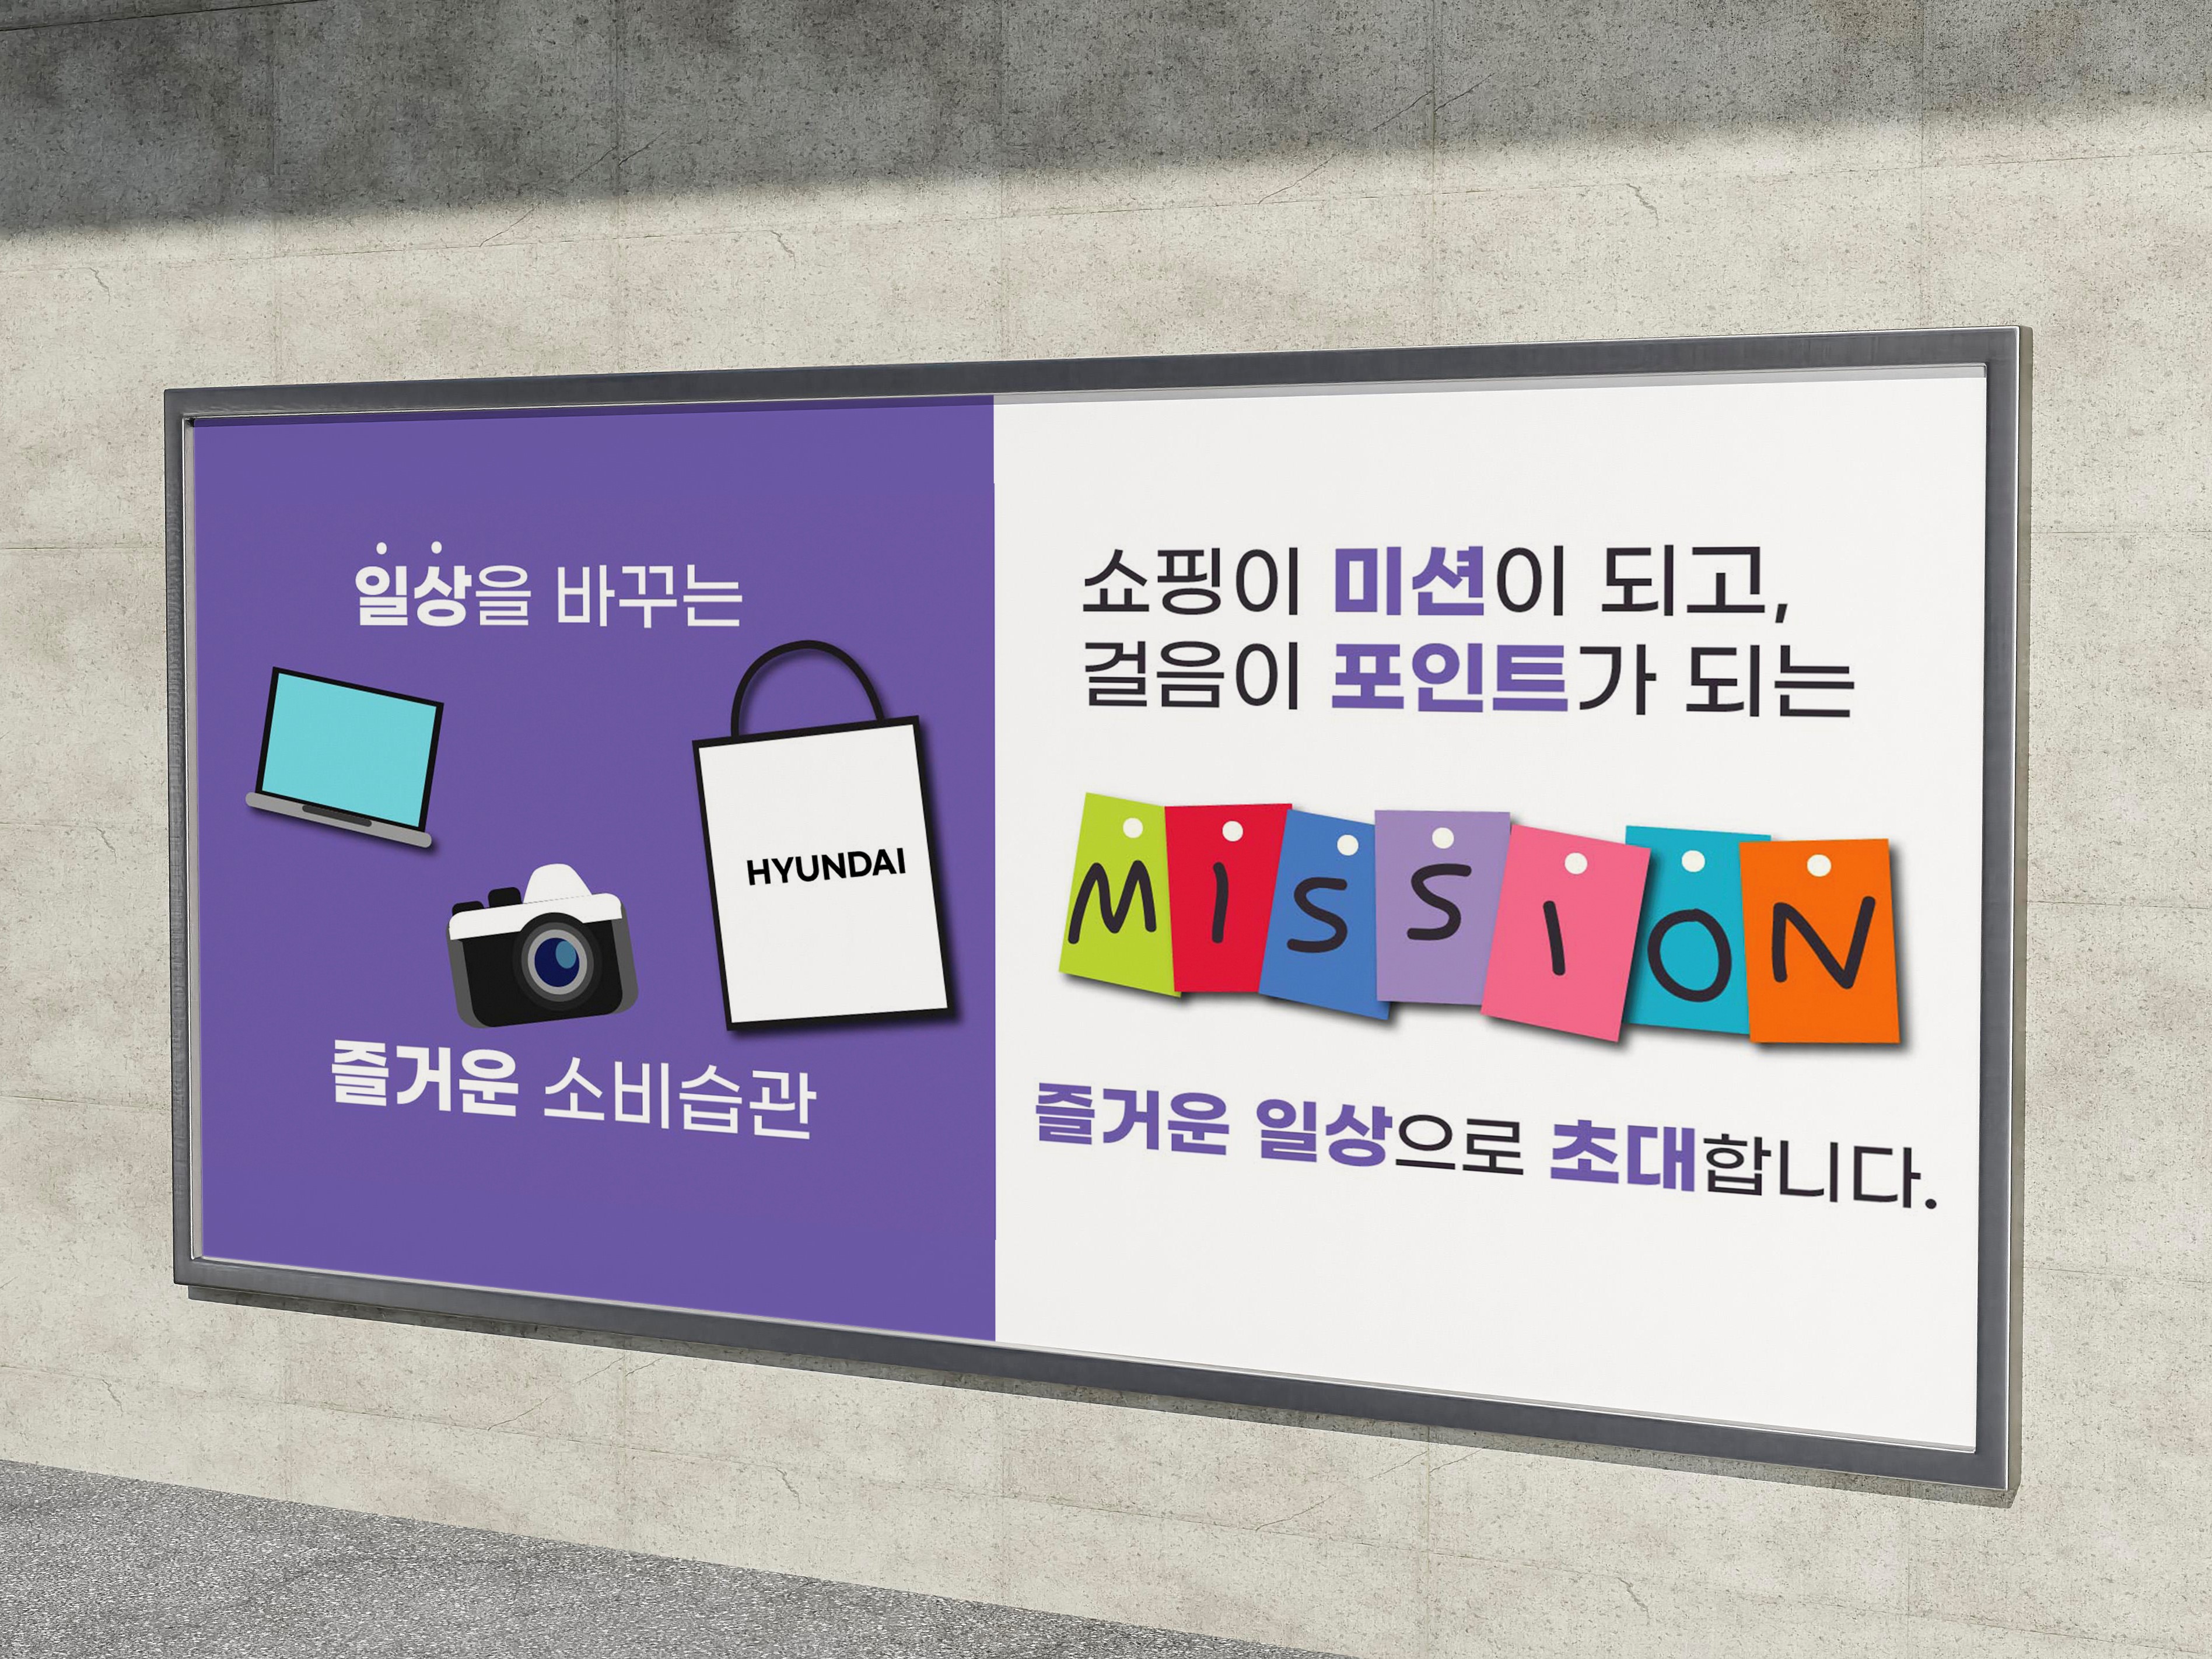 일상을 바꾸는
HYUNDAI
즐거운 소비습관
쇼핑이 미션이 되고,
걸음이 포인트가 되는
MISSION
즐거운 일상으로 초대합니다.